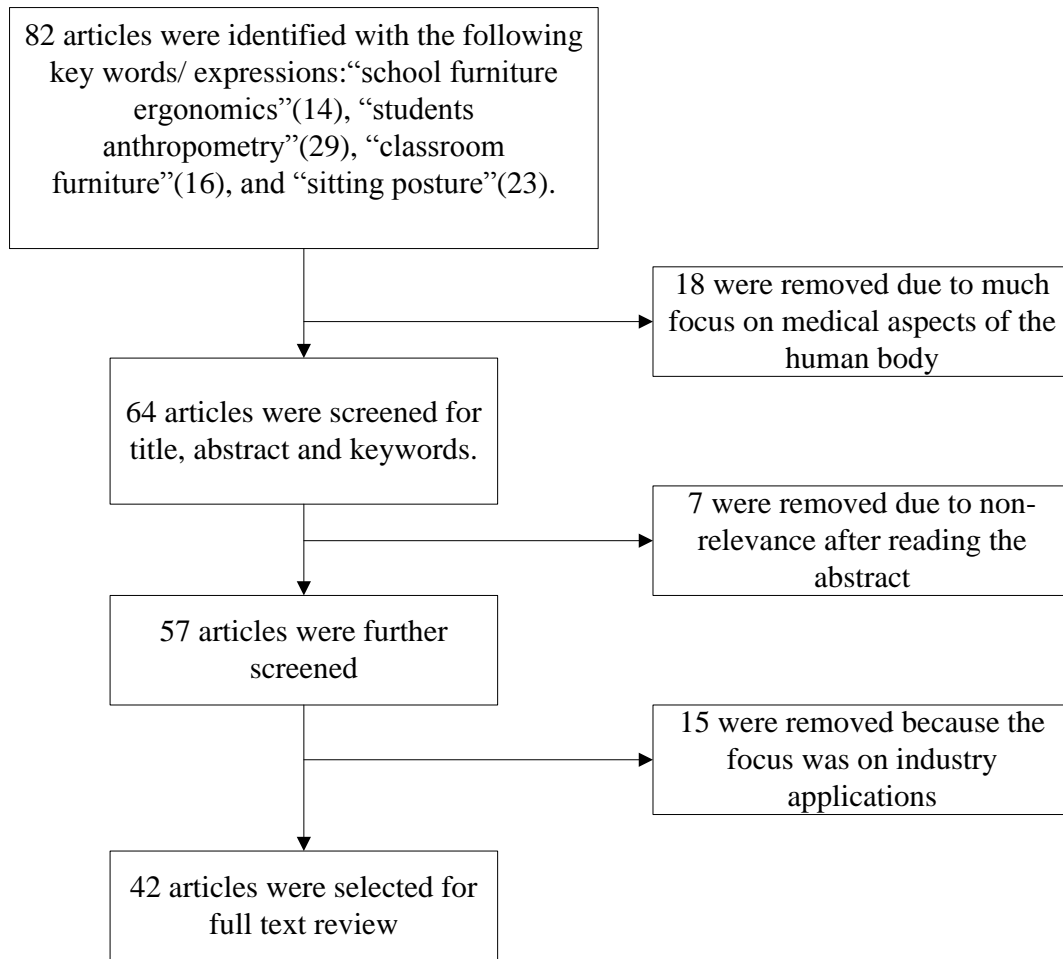 82 articles were identified with the following
key words/ expressions:“school furniture
ergonomics”(14), “students
anthropometry”(29), “classroom
furniture”(16), and “sitting posture”(23).
18 were removed due to much
focus on medical aspects of the
human body
64 articles were screened for
title, abstract and keywords.
7 were removed due to non-
relevance after reading the
abstract
57 articles were further
screened
15 were removed because the
focus was on industry
applications
42 articles were selected for
full text review